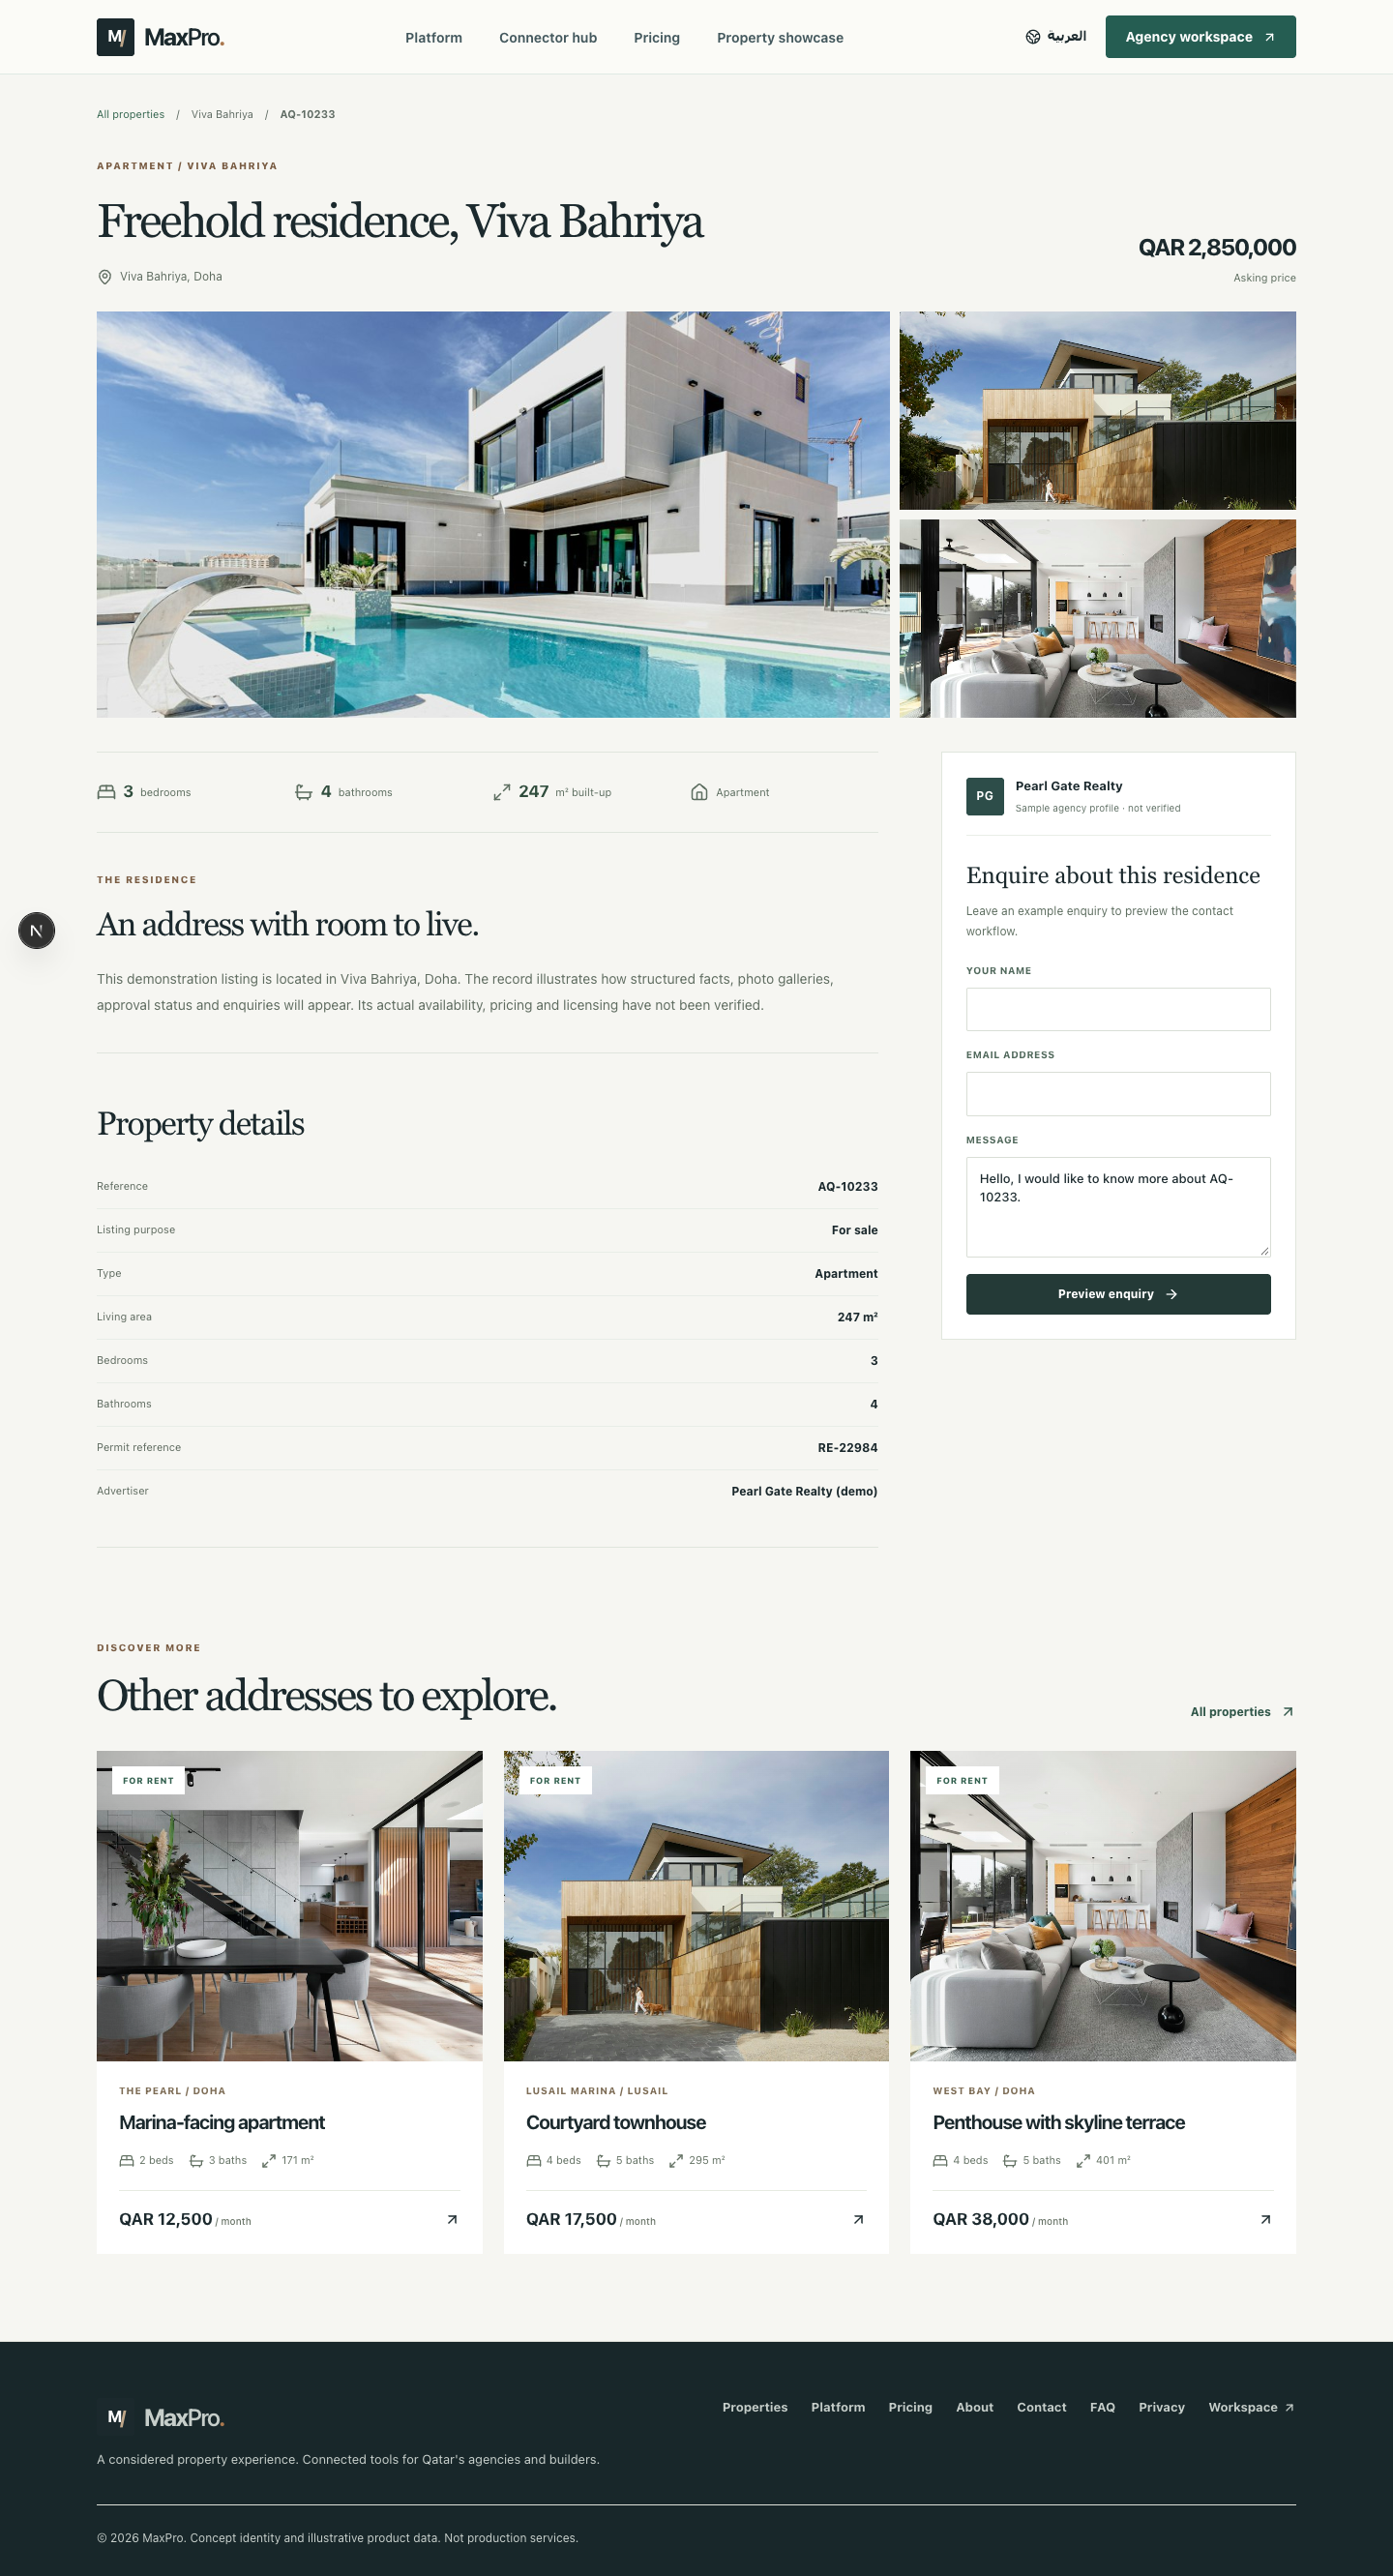 M/ MaxPro.
Platform
Connector hub
Pricing
Property showcase
العربية
Agency workspace
All properties / Viva Bahriya / AQ-10233
APARTMENT / VIVA BAHRIYA
Freehold residence, Viva Bahriya
Viva Bahriya, Doha
QAR 2,850,000
Asking price
3 bedrooms
4 bathrooms
247 m² built-up
Apartment
THE RESIDENCE
An address with room to live.
This demonstration listing is located in Viva Bahriya, Doha. The record illustrates how structured facts, photo galleries,
approval status and enquiries will appear. Its actual availability, pricing and licensing have not been verified.
Property details
Reference AQ-10233
Listing purpose For sale
Type Apartment
Living area 247 m²
Bedrooms 3
Bathrooms 4
Permit reference RE-22984
Advertiser Pearl Gate Realty (demo)
PG
Pearl Gate Realty
Sample agency profile · not verified
Enquire about this residence
Leave an example enquiry to preview the contact
workflow.
YOUR NAME
EMAIL ADDRESS
MESSAGE
Hello, I would like to know more about AQ-
10233.
Preview enquiry
N
DISCOVER MORE
Other addresses to explore.
All properties
FOR RENT
THE PEARL / DOHA
Marina-facing apartment
2 beds 3 baths 171 m²
QAR 12,500 / month
FOR RENT
LUSAIL MARINA / LUSAIL
Courtyard townhouse
4 beds 5 baths 295 m²
QAR 17,500 / month
FOR RENT
WEST BAY / DOHA
Penthouse with skyline terrace
4 beds 5 baths 401 m²
QAR 38,000 / month
M/ MaxPro.
A considered property experience. Connected tools for Qatar's agencies and builders.
Properties
Platform
Pricing
About
Contact
FAQ
Privacy
Workspace
© 2026 MaxPro. Concept identity and illustrative product data. Not production services.